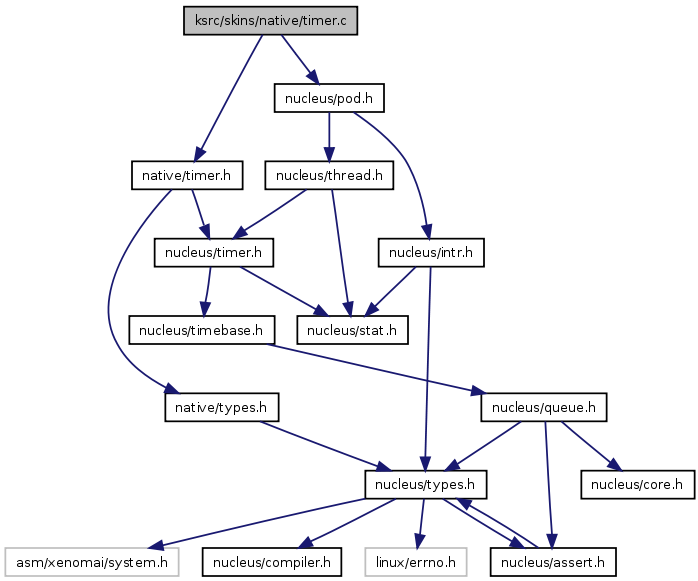 ksrc/skins/native/timer.c
nucleus/pod.h
native/timer.h
nucleus/thread.h
nucleus/timer.h
nucleus/intr.h
nucleus/timebase.h
nucleus/stat.h
native/types.h
nucleus/queue.h
nucleus/types.h
nucleus/core.h
asm/xenomai/system.h
nucleus/compiler.h
linux/errno.h
nucleus/assert.h